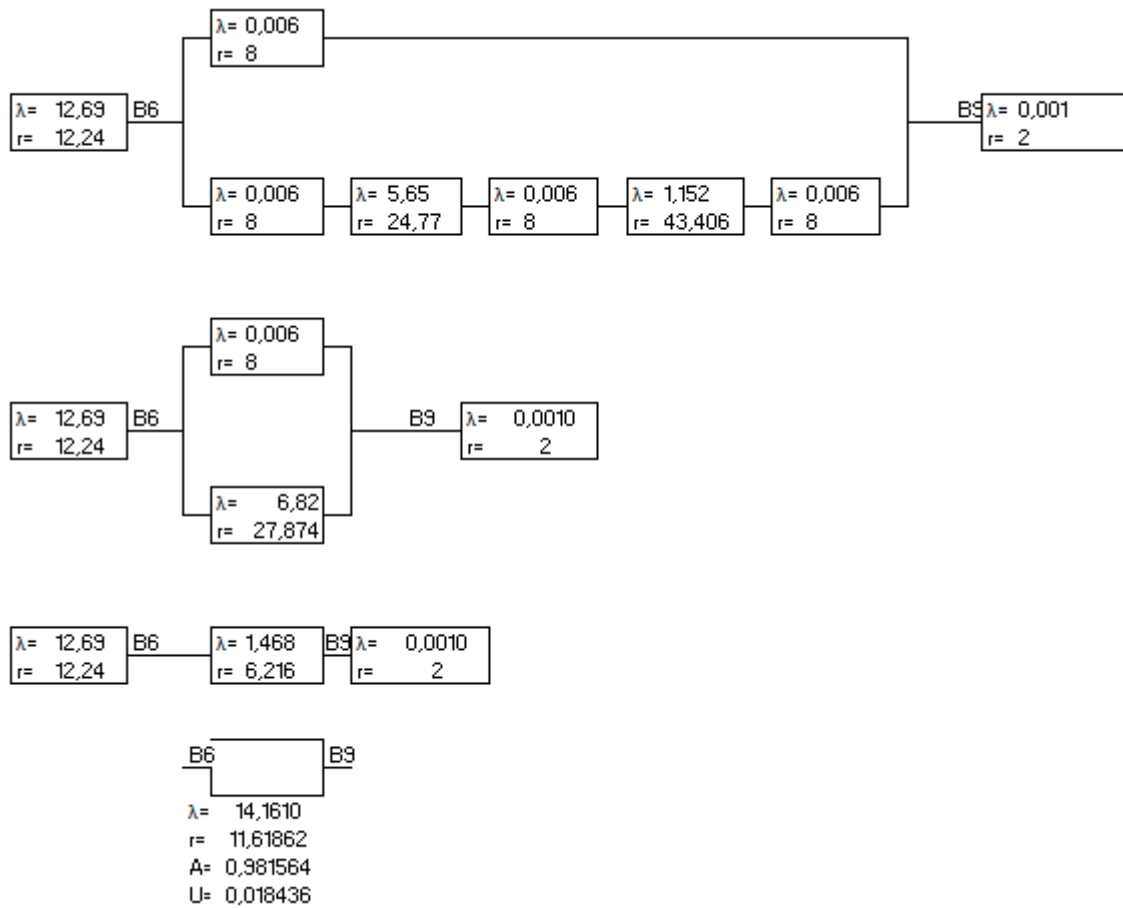 λ= 0,006
r= 8
λ= 12,69 B6
r= 12,24
B9 λ= 0,001
r= 2
λ= 0,006 λ= 5,65 λ= 0,006 λ= 1,152 λ= 0,006
r= 8 r= 24,77 r= 8 r= 43,406 r= 8
λ= 0,006
r= 8
λ= 12,69 B6 B9 λ= 0,0010
r= 12,24 r= 2
λ= 6,82
r= 27,874
λ= 12,69 B6 λ= 1,468 B9 λ= 0,0010
r= 12,24 r= 6,216 r= 2
B6 B9
λ= 14,1610
r= 11,61862
A= 0,981564
U= 0,018436